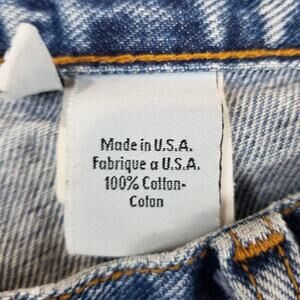 Made in U.S.A.
Fabrique a U.S.A.
100% Cotton-
Coton